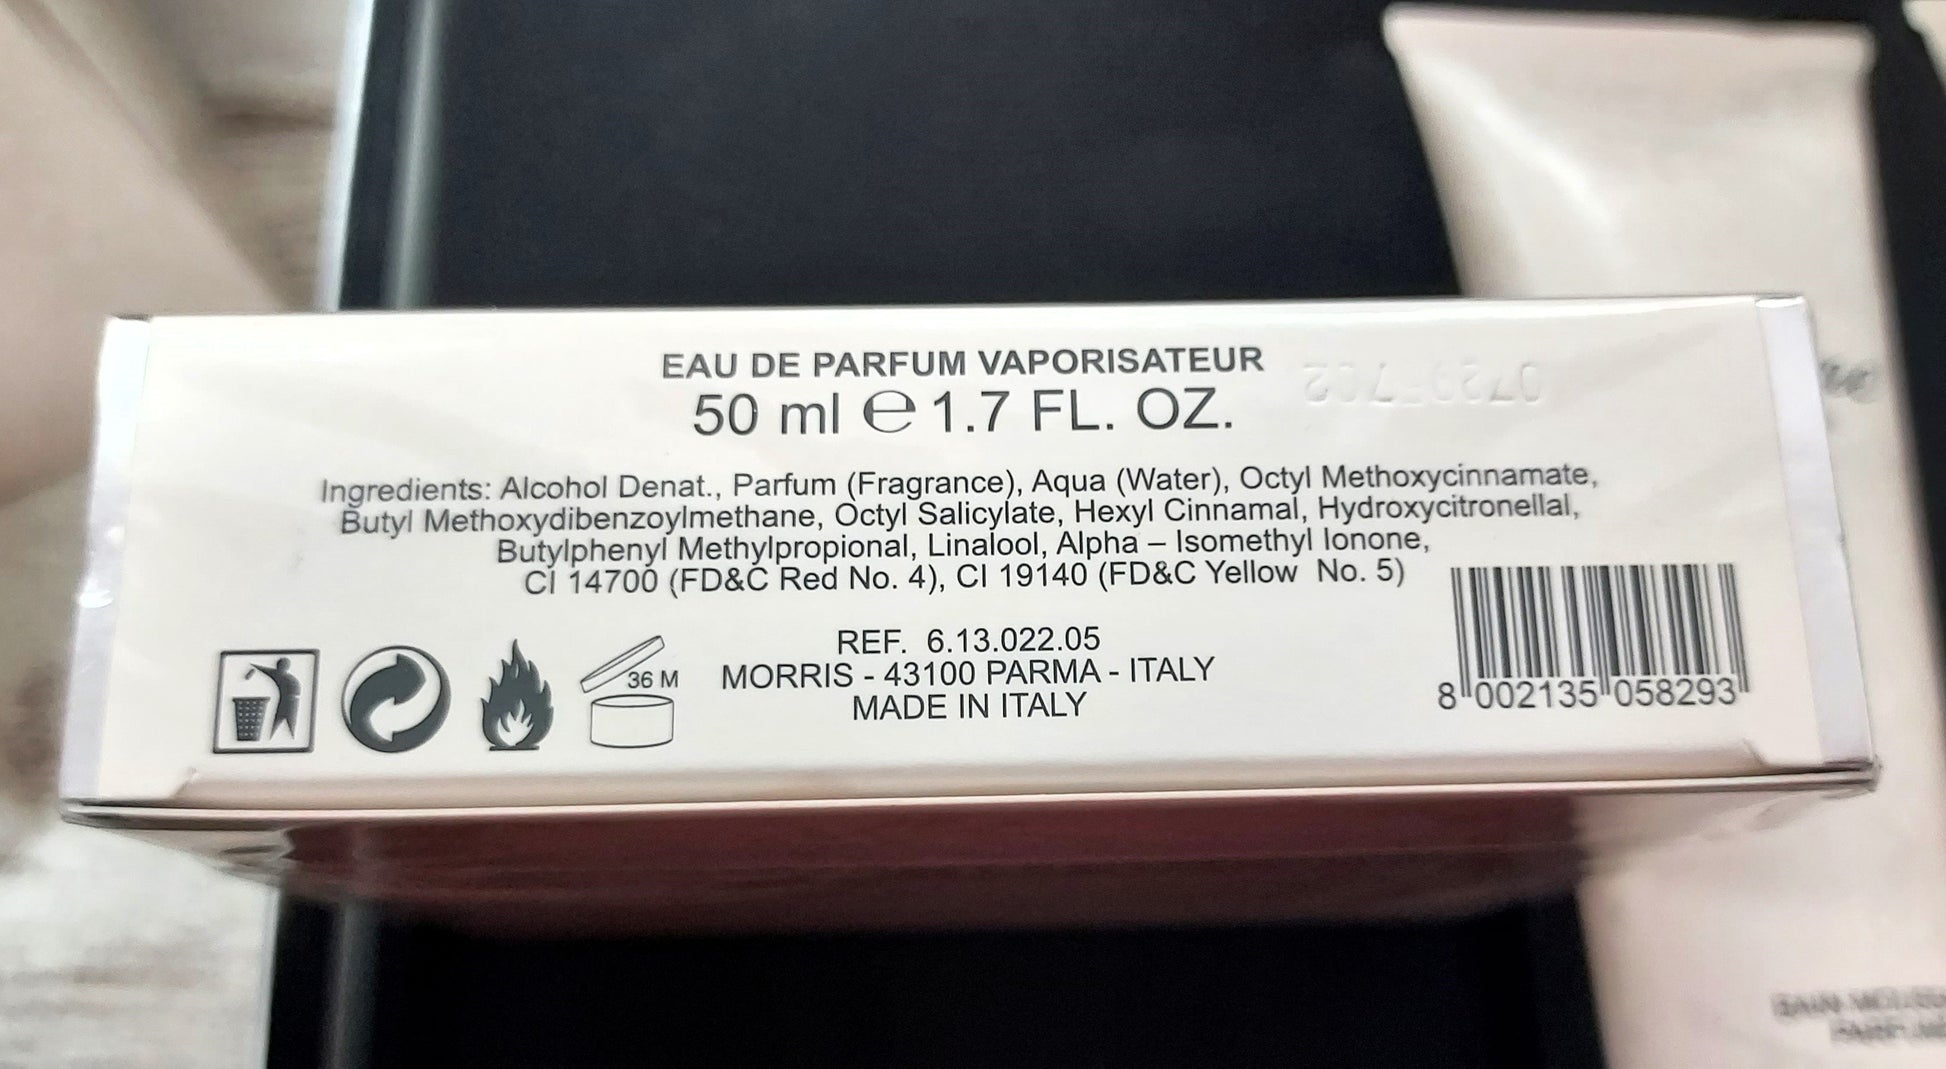 EAU DE PARFUM VAPORISATEUR
50 ml ℮ 1.7 FL. OZ.
Ingredients: Alcohol Denat., Parfum (Fragrance), Aqua (Water), Octyl Methoxycinnamate,
Butyl Methoxydibenzoylmethane, Octyl Salicylate, Hexyl Cinnamal, Hydroxycitronellal,
Butylphenyl Methylpropional, Linalool, Alpha – Isomethyl Ionone,
CI 14700 (FD&C Red No. 4), CI 19140 (FD&C Yellow No. 5)
36 M
REF. 6.13.022.05
MORRIS - 43100 PARMA - ITALY
MADE IN ITALY
8 002135 058293